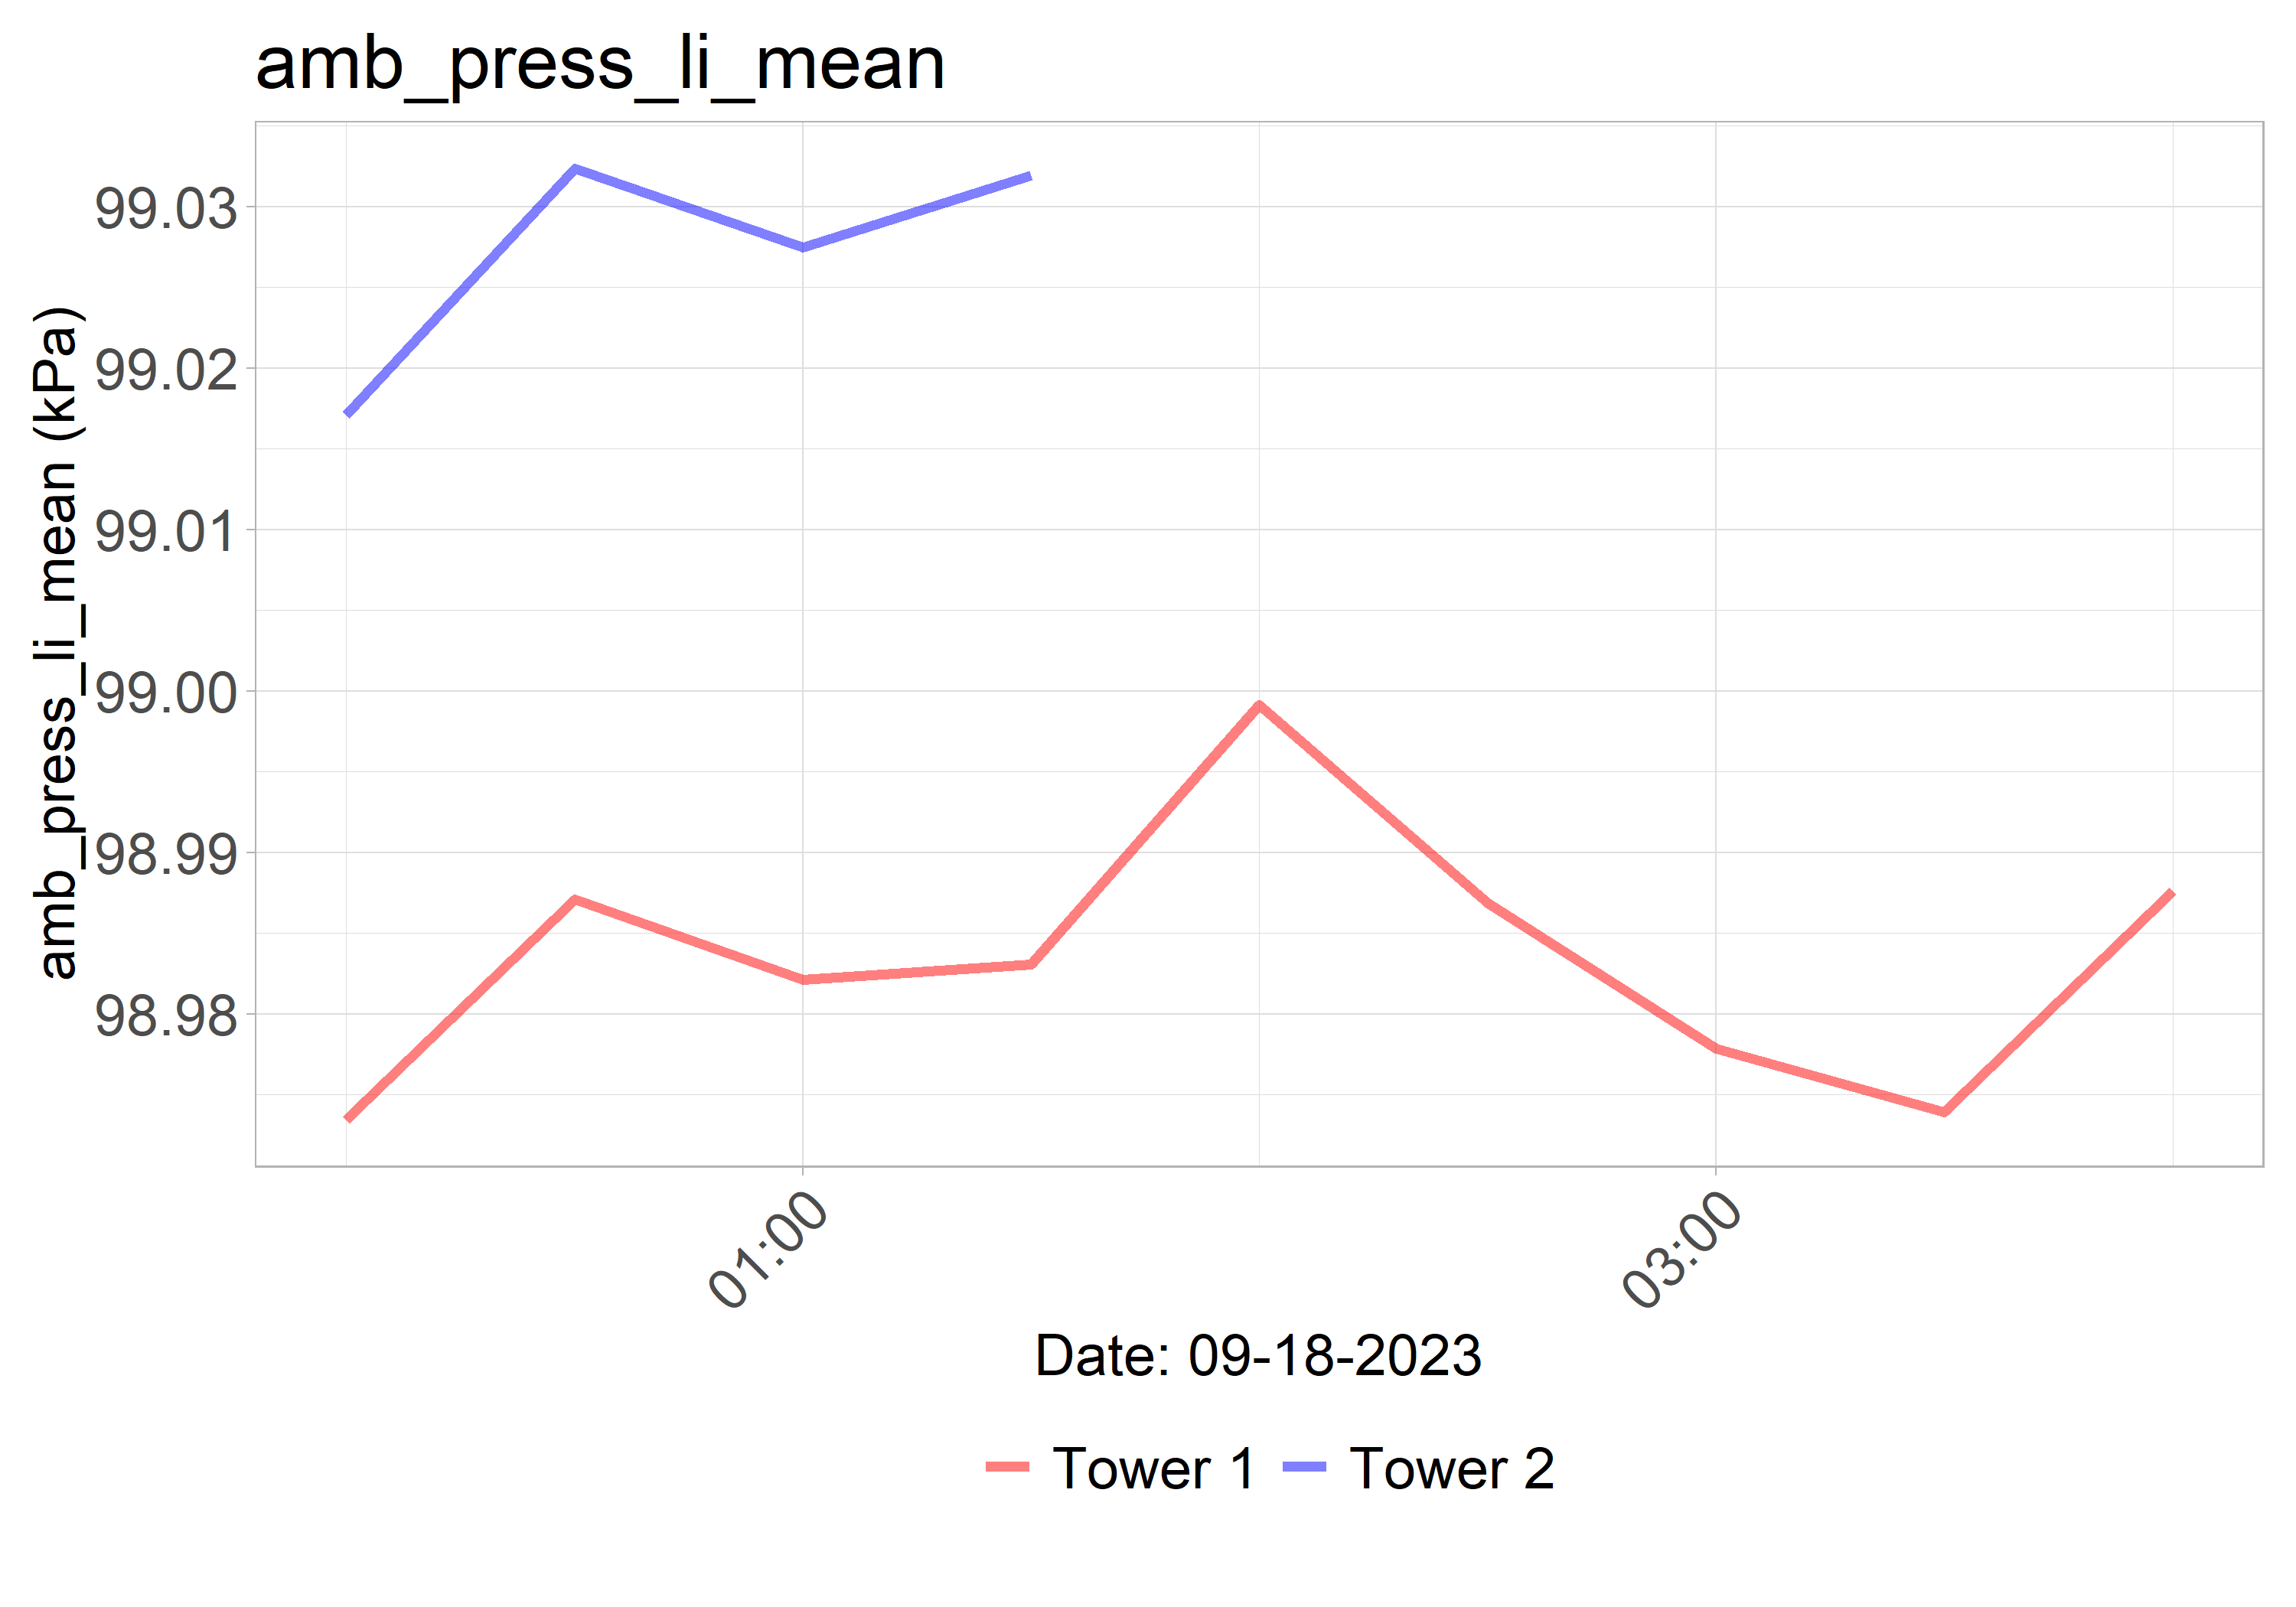 amb_press_li_mean
amb_press_li_mean (kPa)
99.03
99.02
99.01
99.00
98.99
98.98
01:00
03:00
Date: 09-18-2023
Tower 1
Tower 2